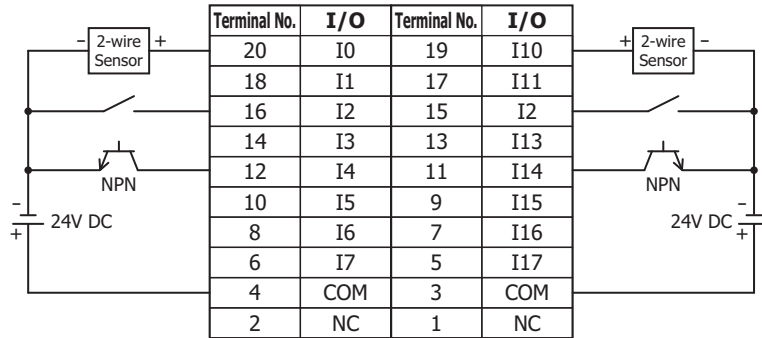 Terminal No. I/O Terminal No. I/O
- 2-wire + 20 I0 19 I10 + 2-wire -
Sensor Sensor
18 I1 17 I11
16 I2 15 I2
14 I3 13 I13
12 I4 11 I14
NPN NPN
10 I5 9 I15
- -
24V DC 8 I6 7 I16 24V DC
+ +
6 I7 5 I17
4 COM 3 COM
2 NC 1 NC